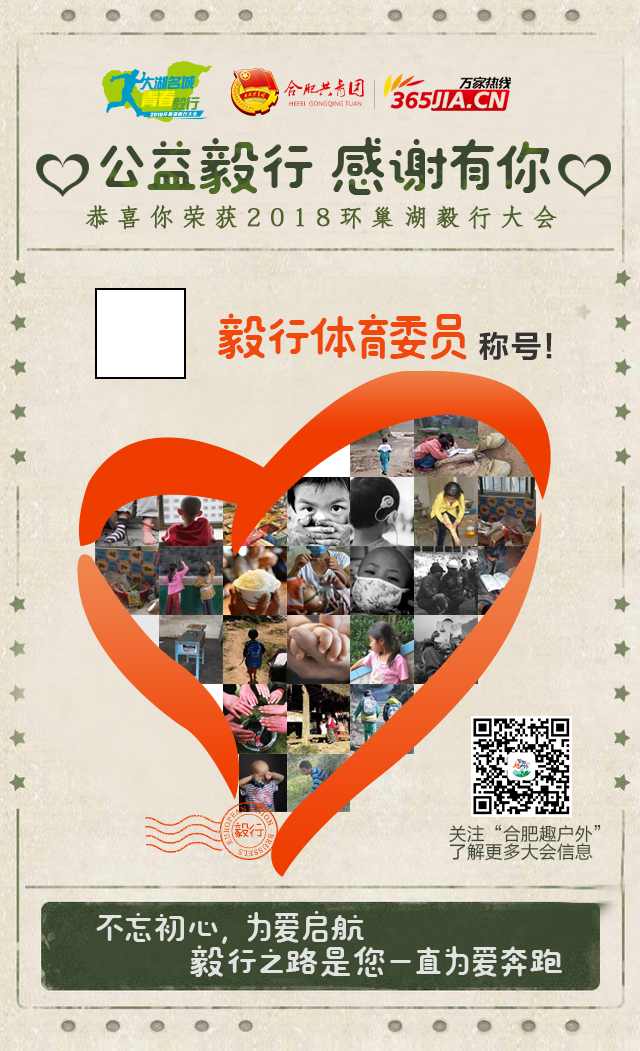 大湖名城
青春毅行
2018环巢湖毅行大会
合肥共青团
HEFEI GONGQING TUAN
万家热线
365JIA.CN
公益毅行 感谢有你
恭喜你荣获2018环巢湖毅行大会
毅行体育委员 称号!
EUROPEAN UNION
毅行
BRUSSELS
关注“合肥趣户外”
了解更多大会信息
不忘初心, 为爱启航
毅行之路是您一直为爱奔跑